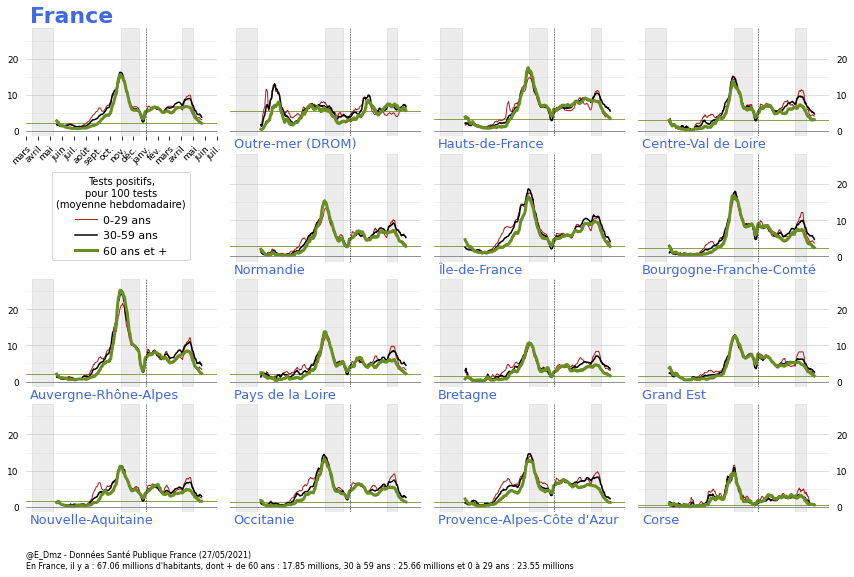 France
20
10
0
mars
avril
mai
juin
juil.
août
sept.
oct.
nov.
déc.
janv.
fév.
mars
avril
mai
juin
juil.
Outre-mer (DROM)
Hauts-de-France
20
10
0
Centre-Val de Loire
Tests positifs,
pour 100 tests
(moyenne hebdomadaire)
0-29 ans
30-59 ans
60 ans et +
Normandie
Île-de-France
20
10
0
Bourgogne-Franche-Comté
20
10
0
Auvergne-Rhône-Alpes
Pays de la Loire
Bretagne
20
10
0
Grand Est
20
10
0
Nouvelle-Aquitaine
Occitanie
Provence-Alpes-Côte d'Azur
20
10
0
Corse
@E_Dmz - Données Santé Publique France (27/05/2021)
En France, il y a : 67.06 millions d'habitants, dont + de 60 ans : 17.85 millions, 30 à 59 ans : 25.66 millions et 0 à 29 ans : 23.55 millions